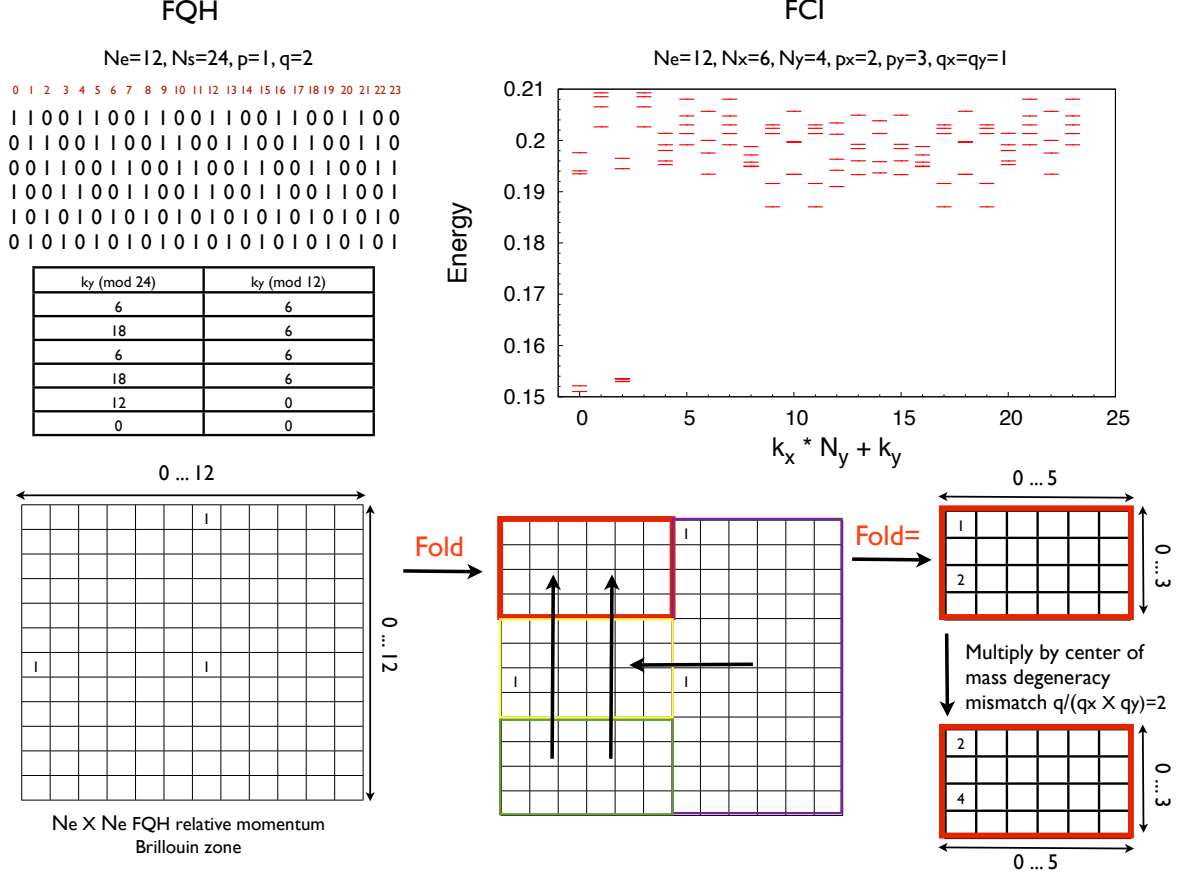 FQH
FCI
Ne=12, Ns=24, p=1, q=2
Ne=12, Nx=6, Ny=4, px=2, py=3, qx=qy=1
0 1 2 3 4 5 6 7 8 9 10 11 12 13 14 15 16 17 18 19 20 21 22 23
1 1 0 0 1 1 0 0 1 1 0 0 1 1 0 0 1 1 0 0 1 1 0 0
0 0 1 1 0 0 1 1 0 0 1 1 0 0 1 1 0 0 1 1 0 0 1 1
0 1 1 0 0 1 1 0 0 1 1 0 0 1 1 0 0 1 1 0 0 1 1 0
1 0 0 1 1 0 0 1 1 0 0 1 1 0 0 1 1 0 0 1 1 0 0 1
1 0 1 0 1 0 1 0 1 0 1 0 1 0 1 0 1 0 1 0 1 0 1 0
0 1 0 1 0 1 0 1 0 1 0 1 0 1 0 1 0 1 0 1 0 1 0 1
ky (mod 24) ky (mod 12)
6 6
18 6
6 6
18 6
12 0
0 0
Energy
0.21
0.2
0.19
0.18
0.17
0.16
0.15
0 5 10 15 20 25
kx * Ny + ky
0 ... 12
1
1 1
0 ... 12
Ne X Ne FQH relative momentum
Brillouin zone
Fold
1
1 1
Fold=
0 ... 5
1
2
0 ... 3
Multiply by center of
mass degeneracy
mismatch q/(qx X qy)=2
2
4
0 ... 3
0 ... 5